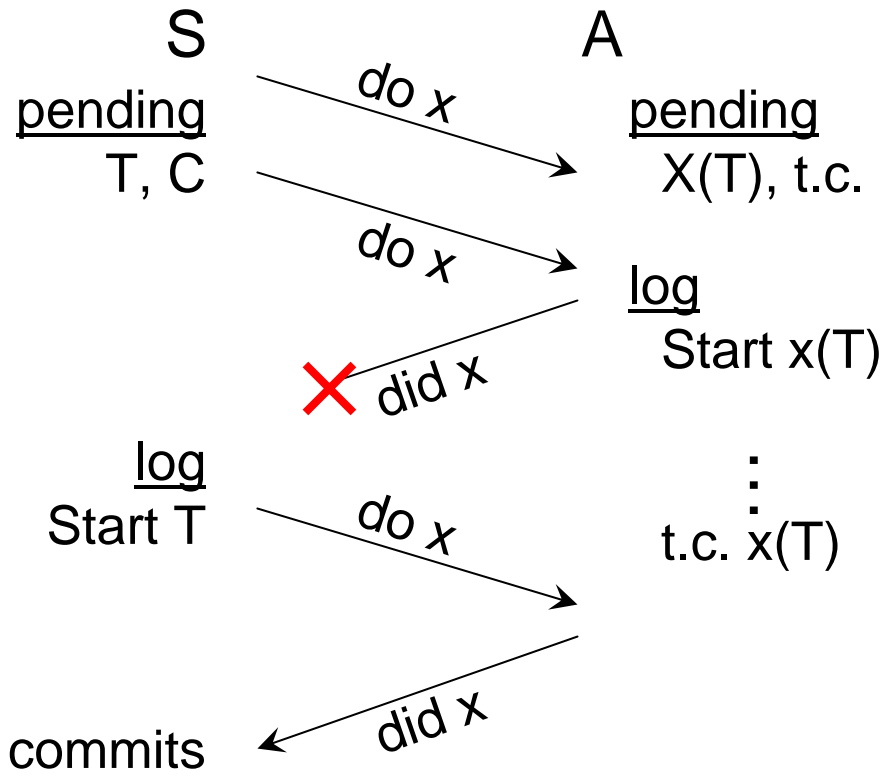 S
A
do x
pending
T, C
pending
X(T), t.c.
do x
log
Start x(T)
did x
log
Start T
do x
t.c. x(T)
did x
commits